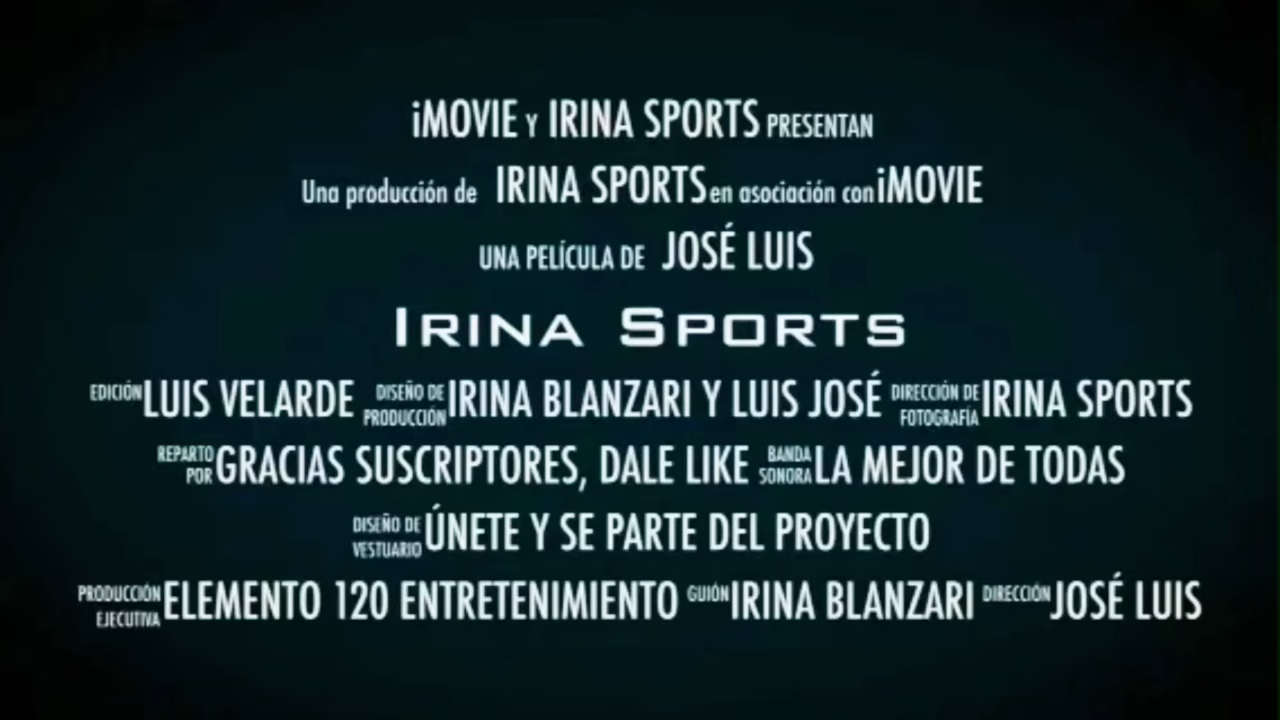 iMOVIE Y IRINA SPORTS PRESENTAN
Una producción de IRINA SPORTS en asociación con iMOVIE
UNA PELÍCULA DE JOSÉ LUIS
IRINA SPORTS
EDICIÓN LUIS VELARDE DISEÑO DE PRODUCCIÓN IRINA BLANZARI Y LUIS JOSÉ DIRECCIÓN DE FOTOGRAFÍA IRINA SPORTS
REPARTO POR GRACIAS SUSCRIPTORES, DALE LIKE BANDA SONORA LA MEJOR DE TODAS
DISEÑO DE VESTUARIO ÚNETE Y SE PARTE DEL PROYECTO
PRODUCCIÓN EJECUTIVA ELEMENTO 120 ENTRETENIMIENTO GUIÓN IRINA BLANZARI DIRECCIÓN JOSÉ LUIS